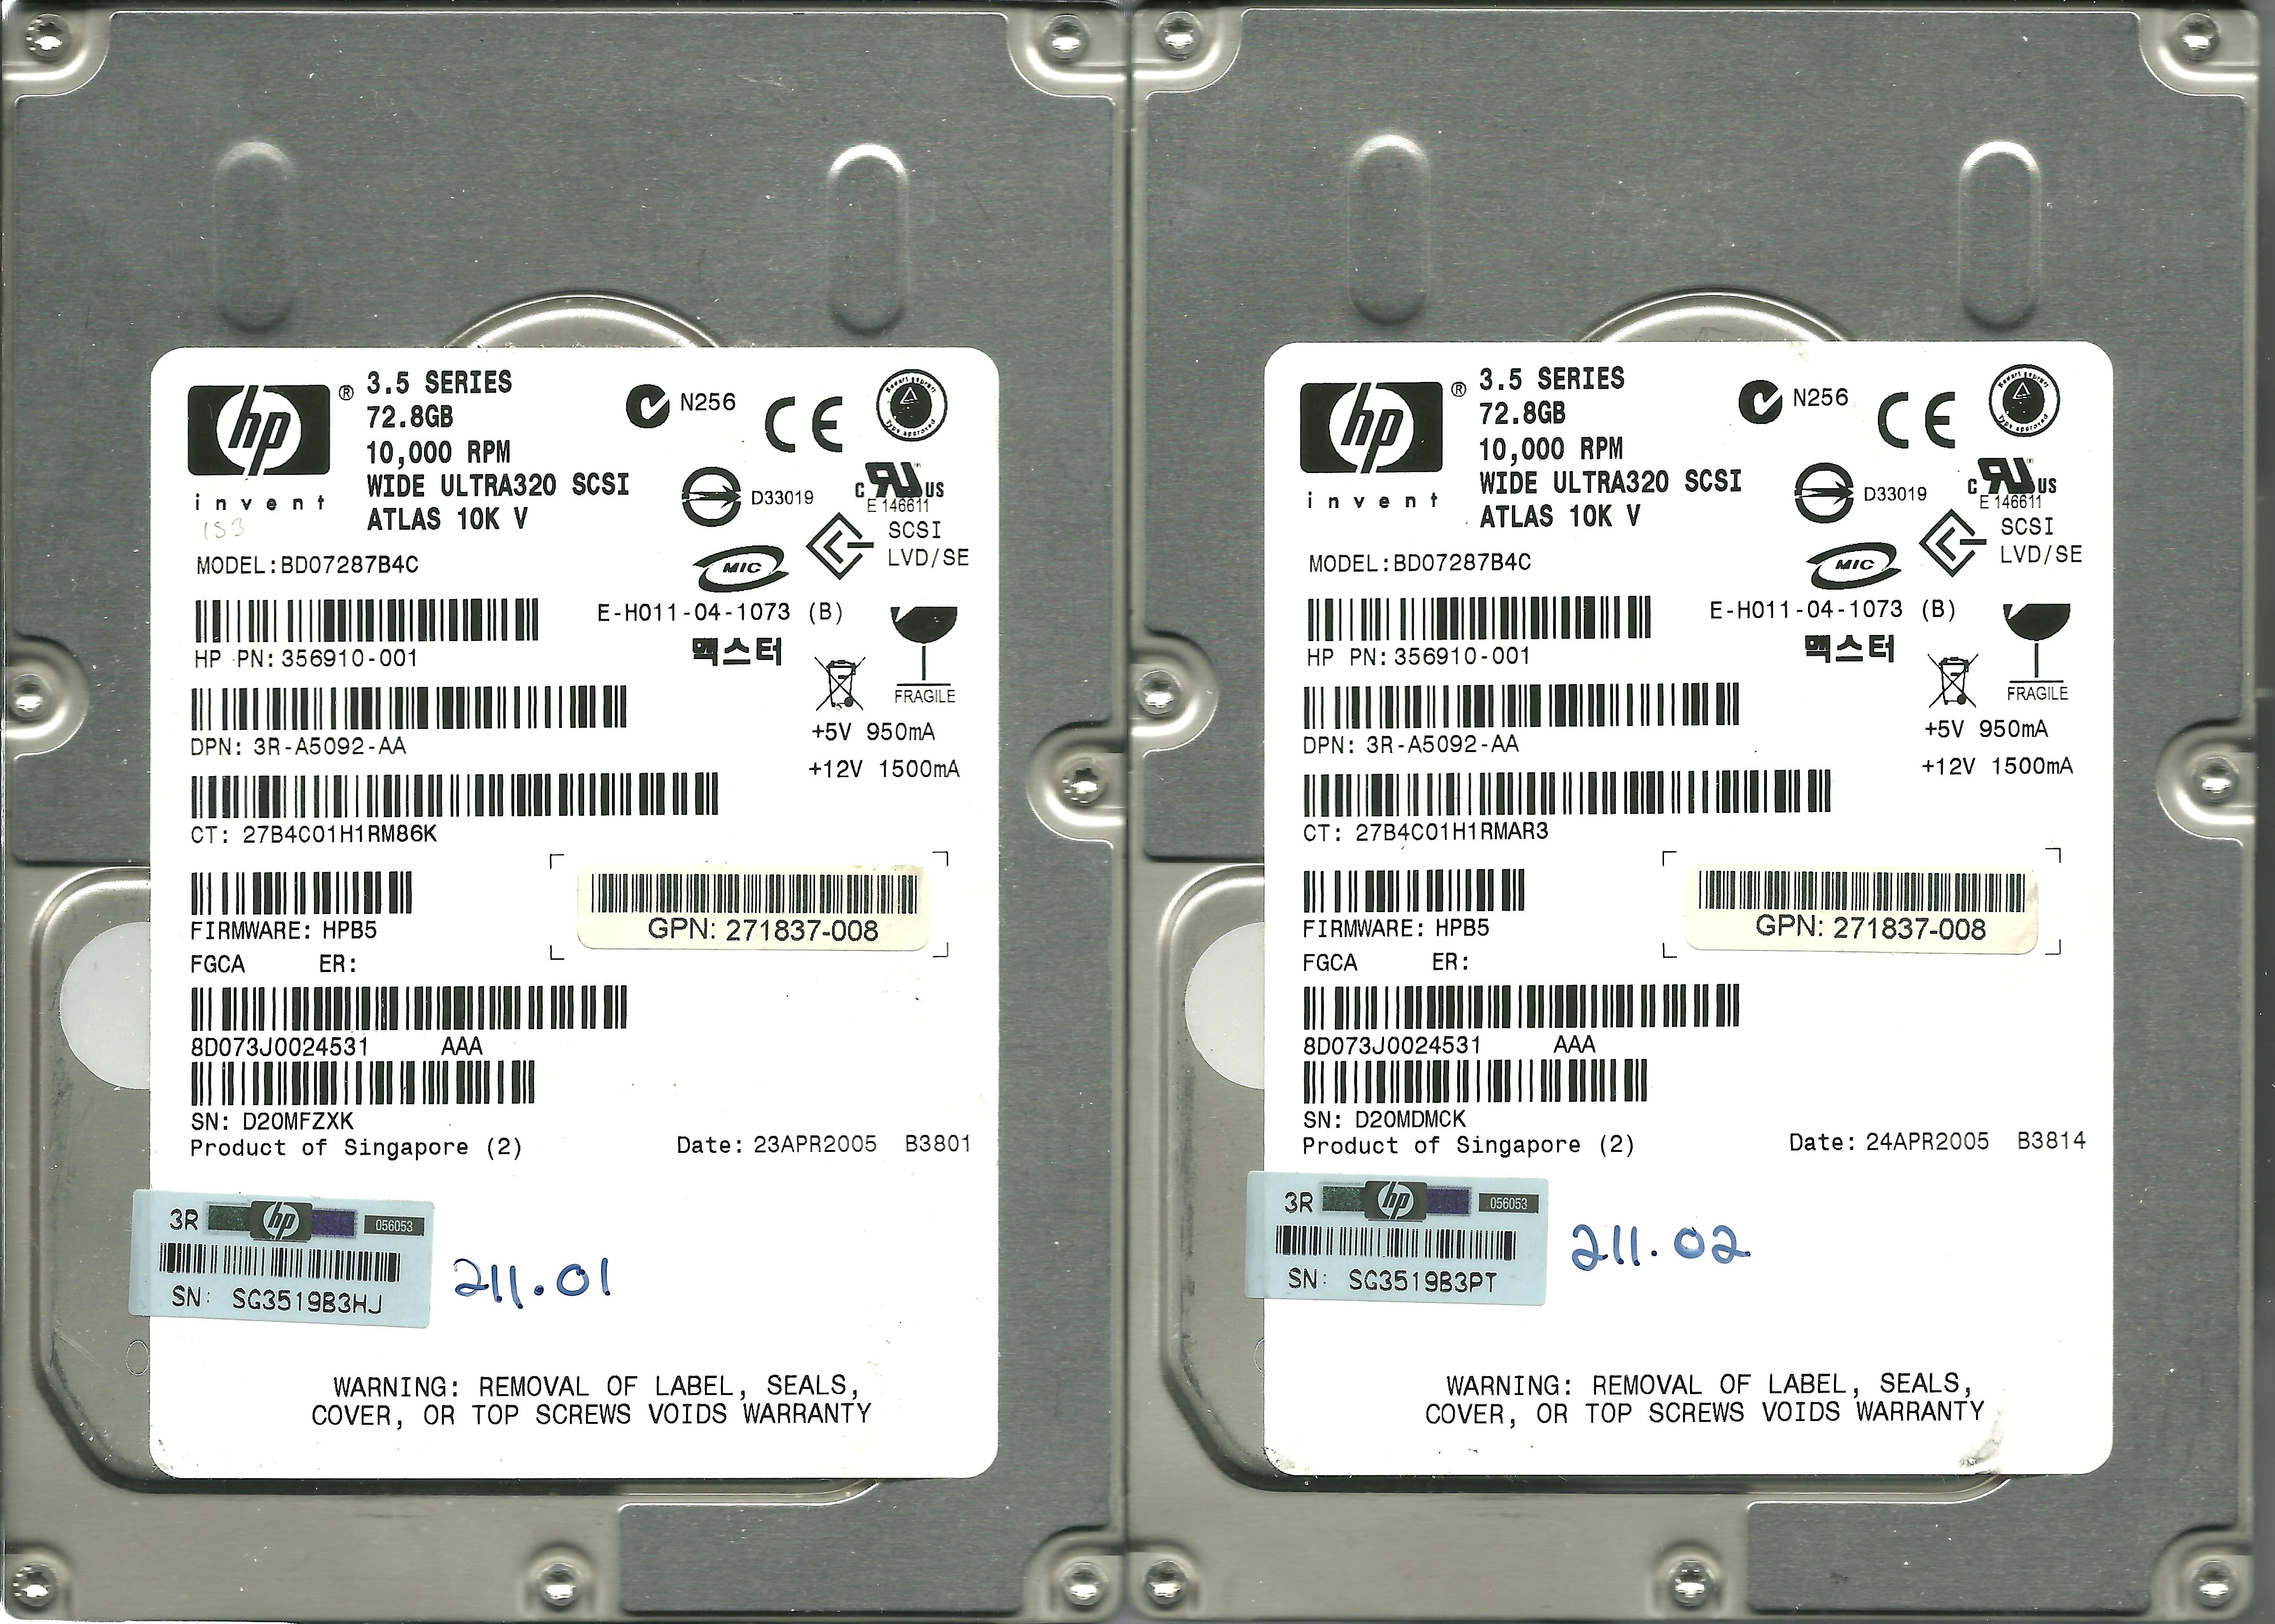 hp
®
invent
153
3.5 SERIES
72.8GB
10,000 RPM
WIDE ULTRA320 SCSI
ATLAS 10K V
N256
CE
D33019
C US
E 146611
SCSI
LVD/SE
MIC
MODEL:BD07287B4C
E-H011-04-1073 (B)
맥스터
HP PN:356910-001
FRAGILE
DPN: 3R-A5092-AA
+5V 950mA
+12V 1500mA
CT: 27B4C01H1RM86K
GPN: 271837-008
FIRMWARE: HPB5
FGCA ER:
8D073J0024531 AAA
SN: D20MFZXK
Product of Singapore (2) Date: 23APR2005 B3801
3R hp 056053
SN: SG3519B3HJ
211.01
WARNING: REMOVAL OF LABEL, SEALS,
COVER, OR TOP SCREWS VOIDS WARRANTY
hp
®
invent
3.5 SERIES
72.8GB
10,000 RPM
WIDE ULTRA320 SCSI
ATLAS 10K V
N256
CE
D33019
C US
E 146611
SCSI
LVD/SE
MIC
MODEL:BD07287B4C
E-H011-04-1073 (B)
맥스터
HP PN:356910-001
FRAGILE
DPN: 3R-A5092-AA
+5V 950mA
+12V 1500mA
CT: 27B4C01H1RMAR3
GPN: 271837-008
FIRMWARE: HPB5
FGCA ER:
8D073J0024531 AAA
SN: D20MDMCK
Product of Singapore (2) Date: 24APR2005 B3814
3R hp 056053
SN: SG3519B3PT
211.02
WARNING: REMOVAL OF LABEL, SEALS,
COVER, OR TOP SCREWS VOIDS WARRANTY